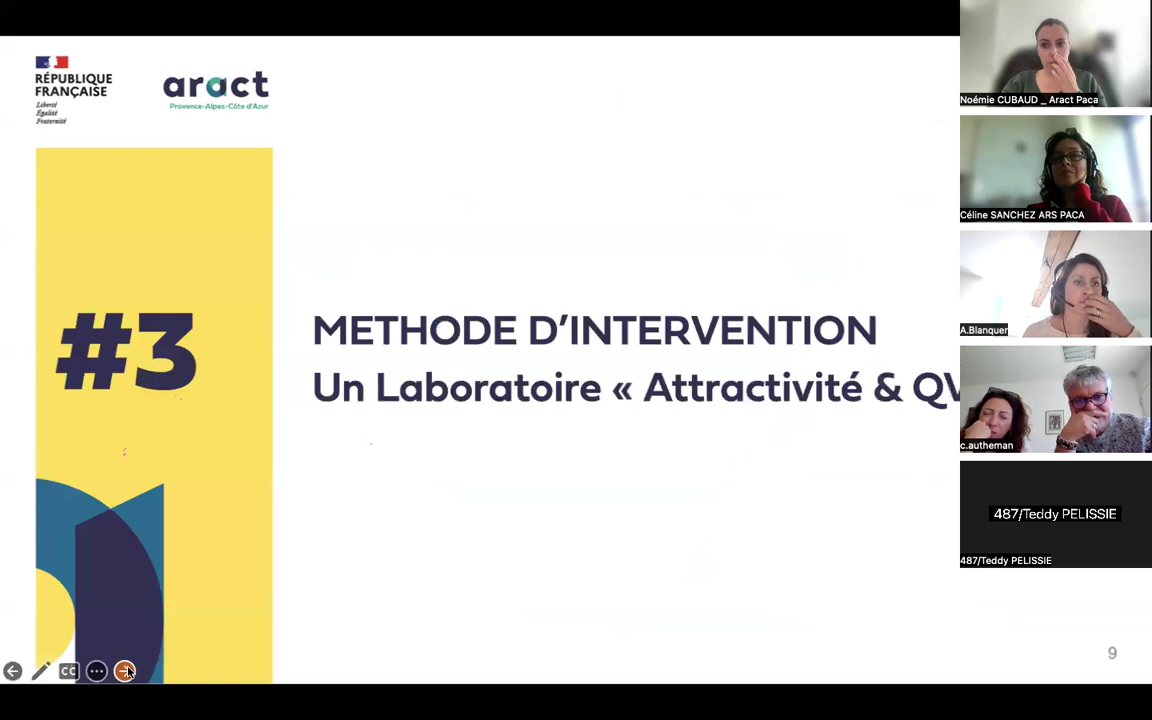 RÉPUBLIQUE
FRANÇAISE
Liberté
Égalité
Fraternité
aract
Provence-Alpes-Côte d'Azur
#3
METHODE D'INTERVENTION
Un Laboratoire « Attractivité & QV
CC
9
Noémie CUBAUD _ Aract Paca
Céline SANCHEZ ARS PACA
A.Blanquer
c.autheman
487/Teddy PELISSIE
487/Teddy PELISSIE